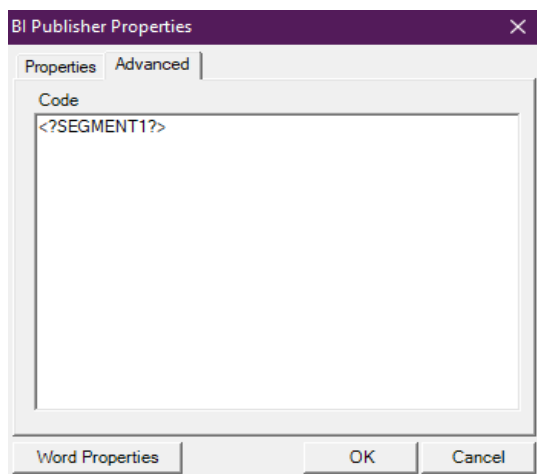 BI Publisher Properties
Properties Advanced
Code
<?SEGMENT1?>
Word Properties OK Cancel